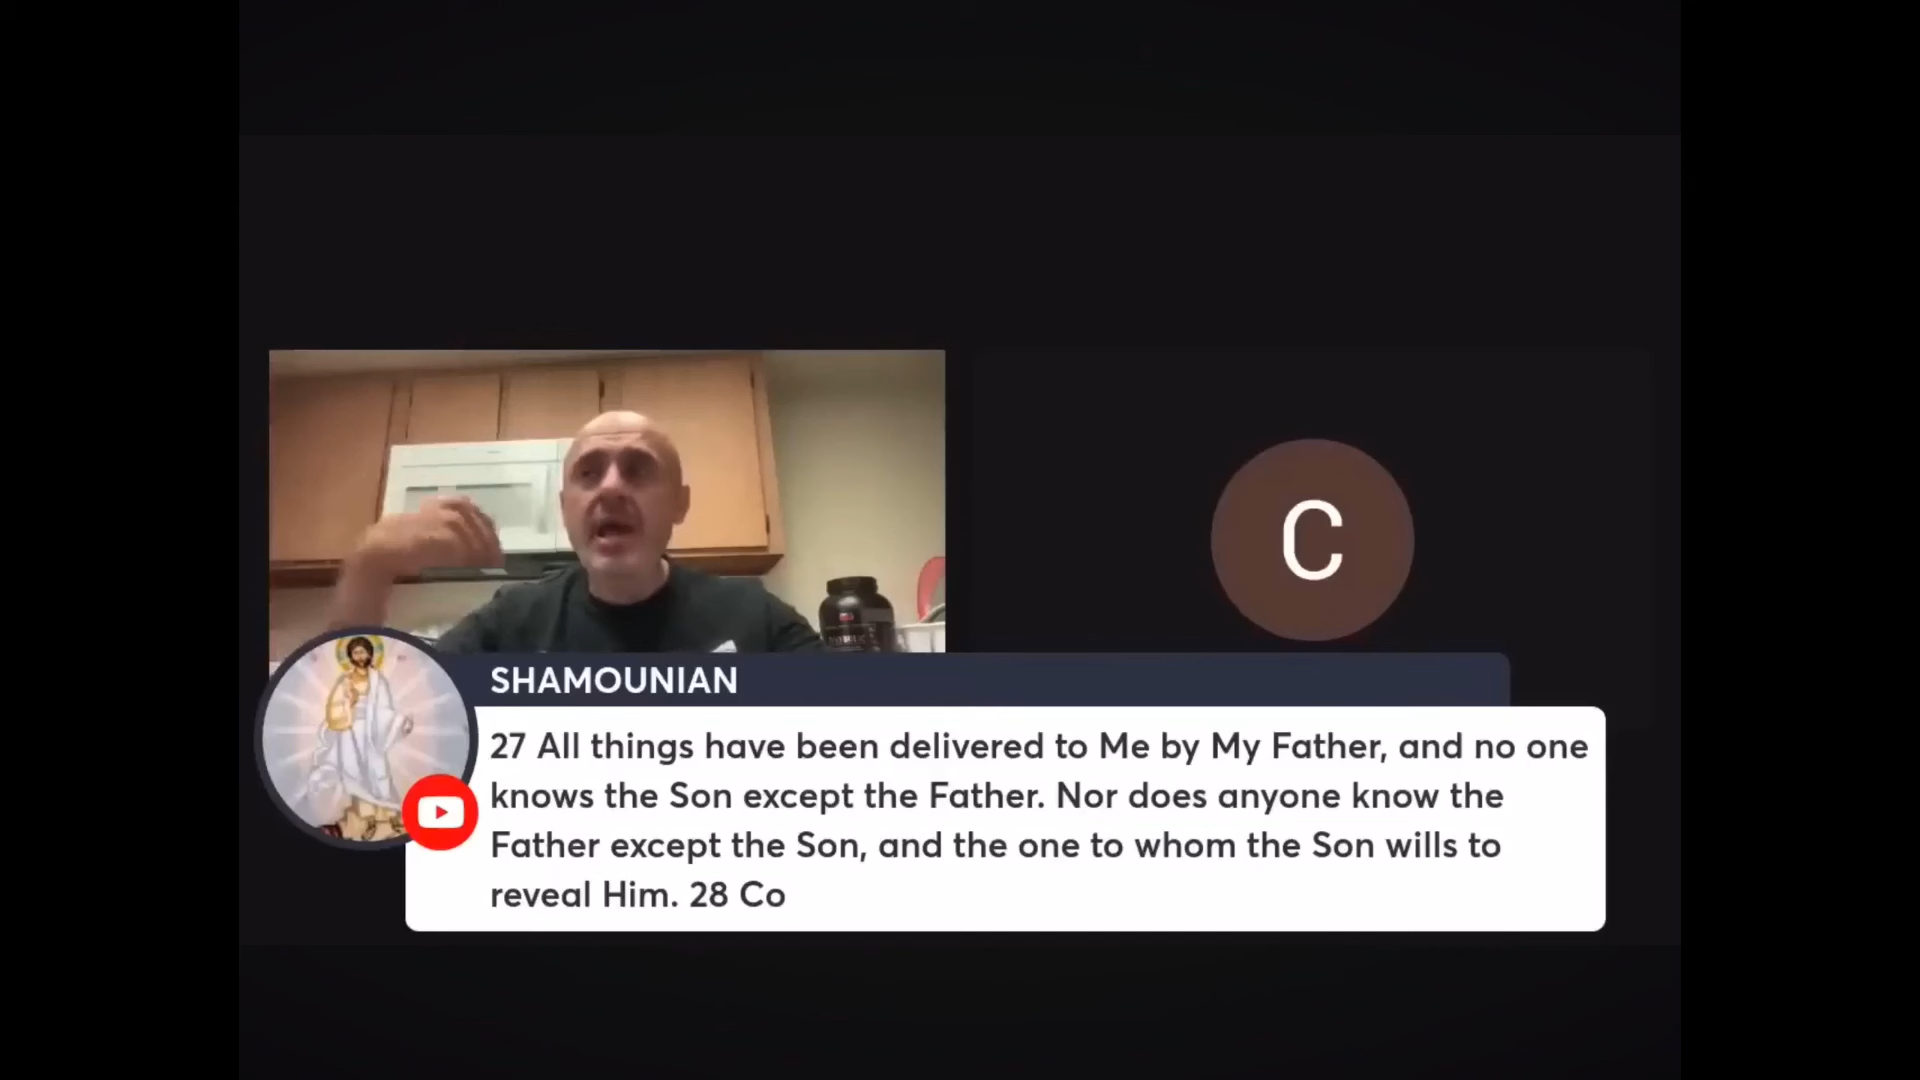 C
SHAMOUNIAN
27 All things have been delivered to Me by My Father, and no one
knows the Son except the Father. Nor does anyone know the
Father except the Son, and the one to whom the Son wills to
reveal Him. 28 Co